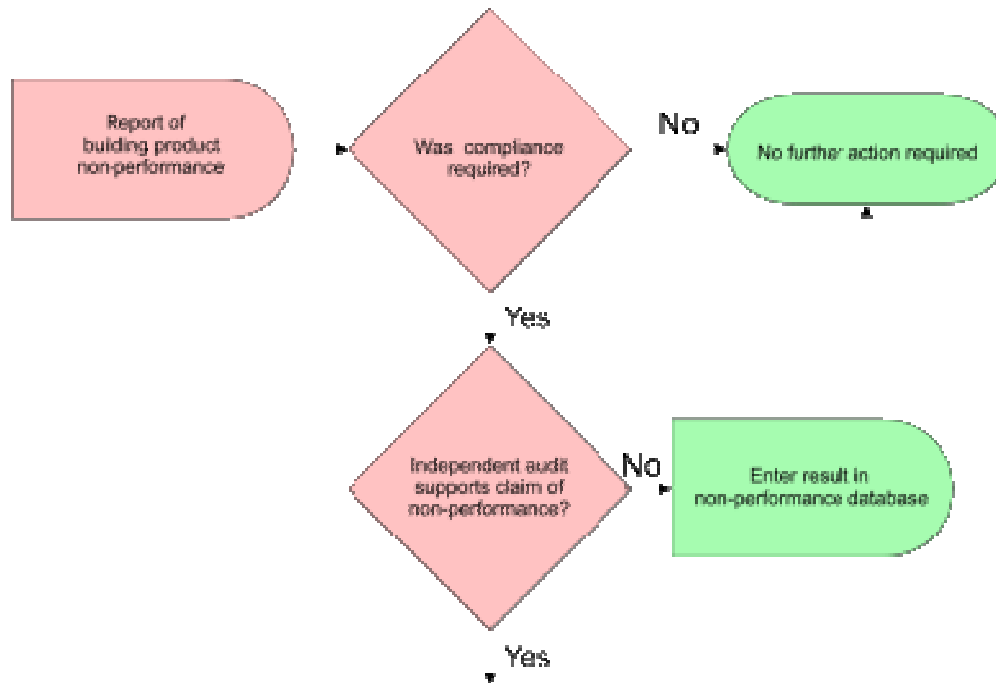 Report of
building product
non-performance
Was compliance
required?
No
No further action required
Yes
Independent audit
supports claim of
non-performance?
No
Enter result in
non-performance database
Yes